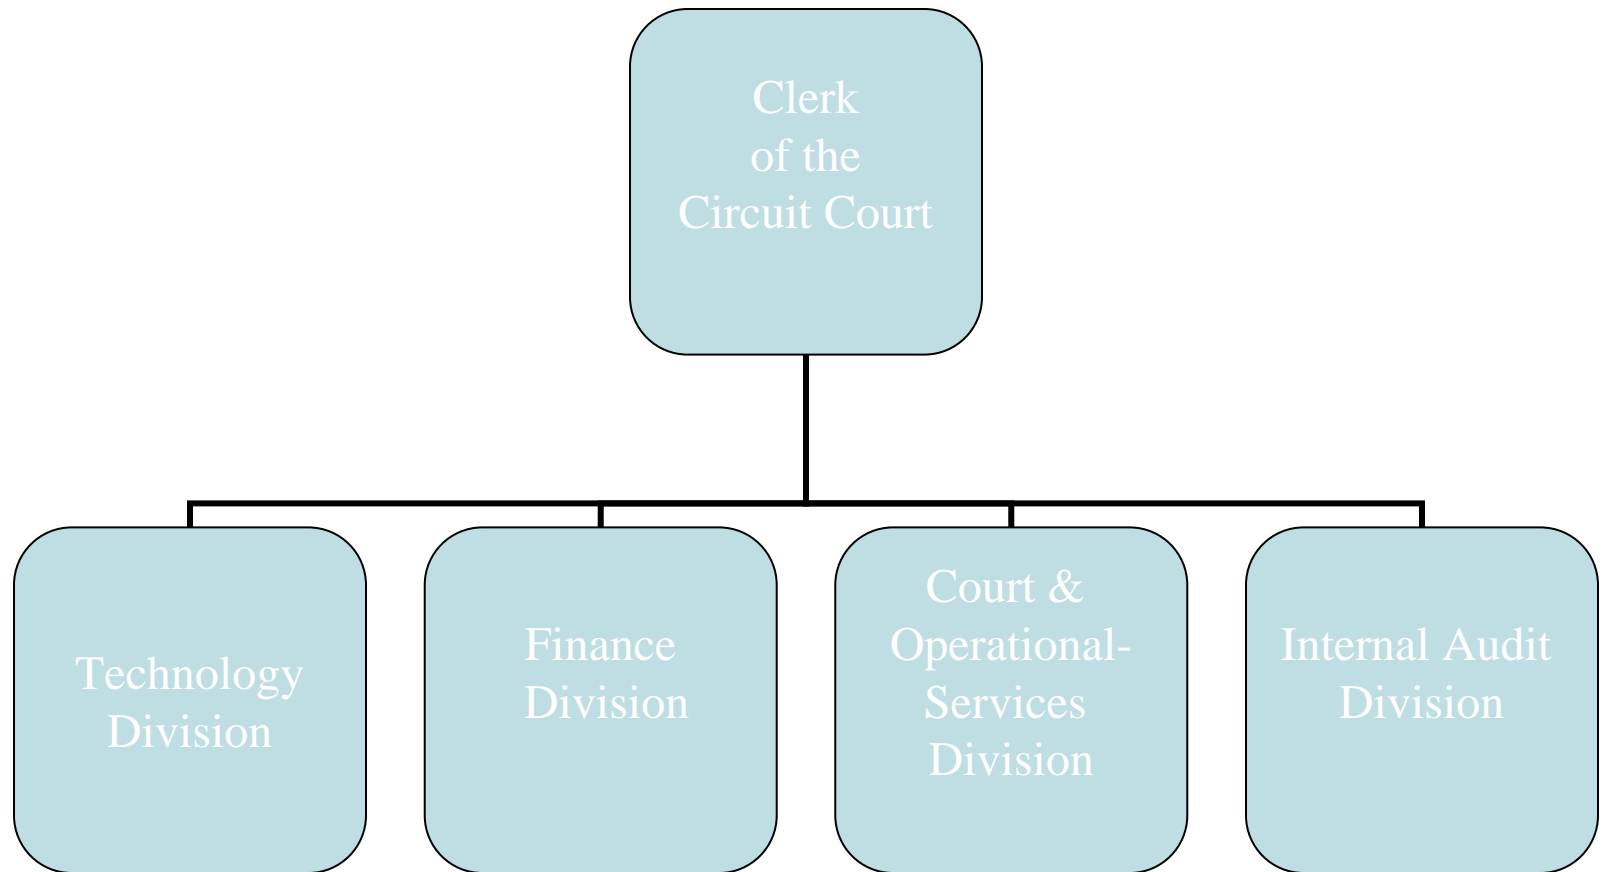 Clerk
of the
Circuit Court
Technology
Division
Finance
Division
Court &
Operational-
Services
Division
Internal Audit
Division